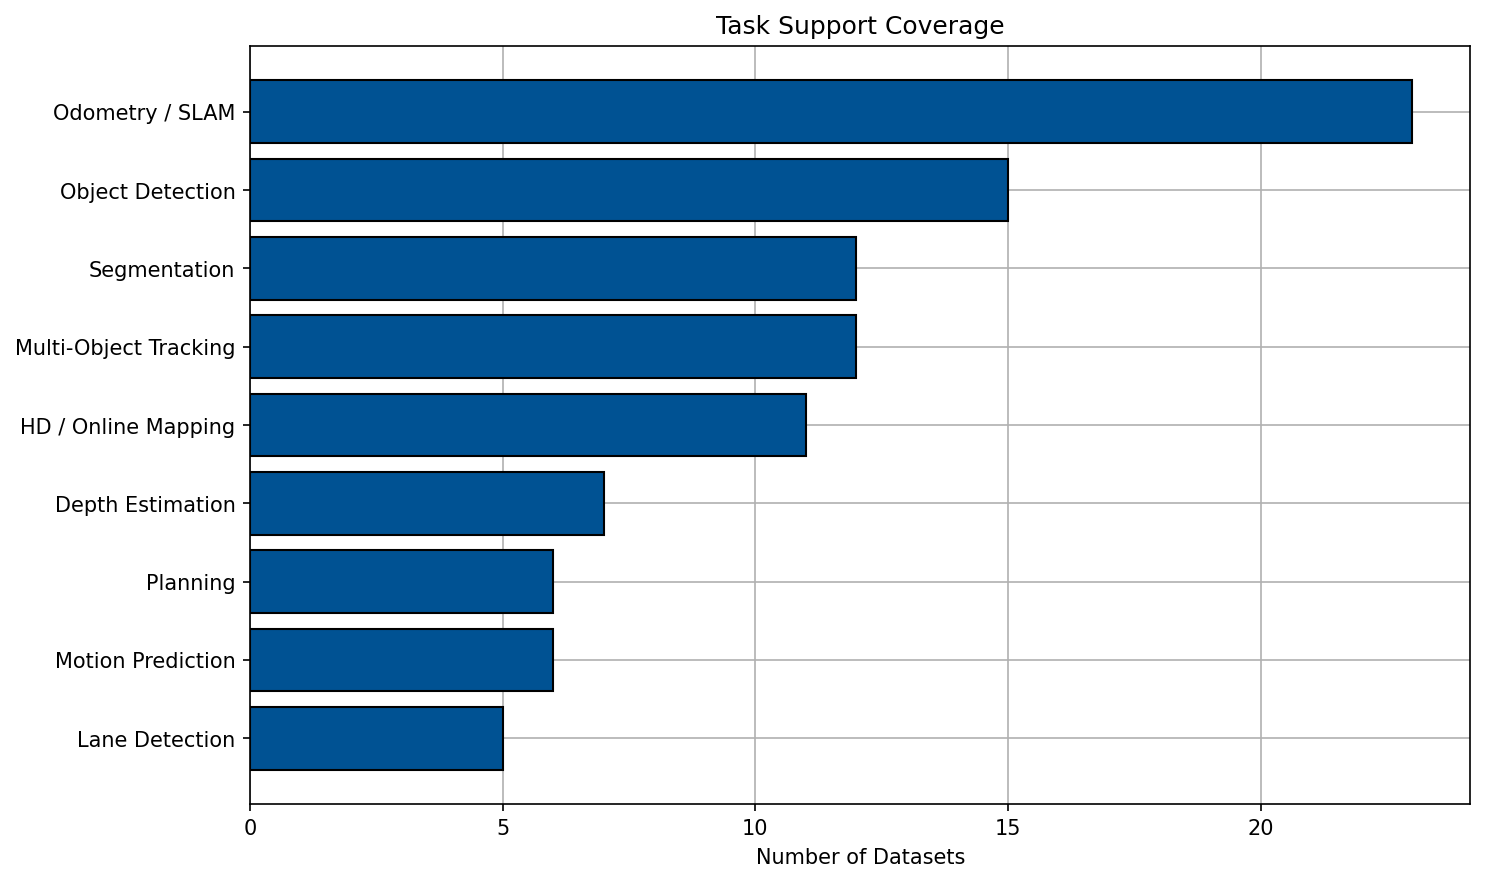 Task Support Coverage
Odometry / SLAM
Object Detection
Segmentation
Multi-Object Tracking
HD / Online Mapping
Depth Estimation
Planning
Motion Prediction
Lane Detection
0 5 10 15 20
Number of Datasets